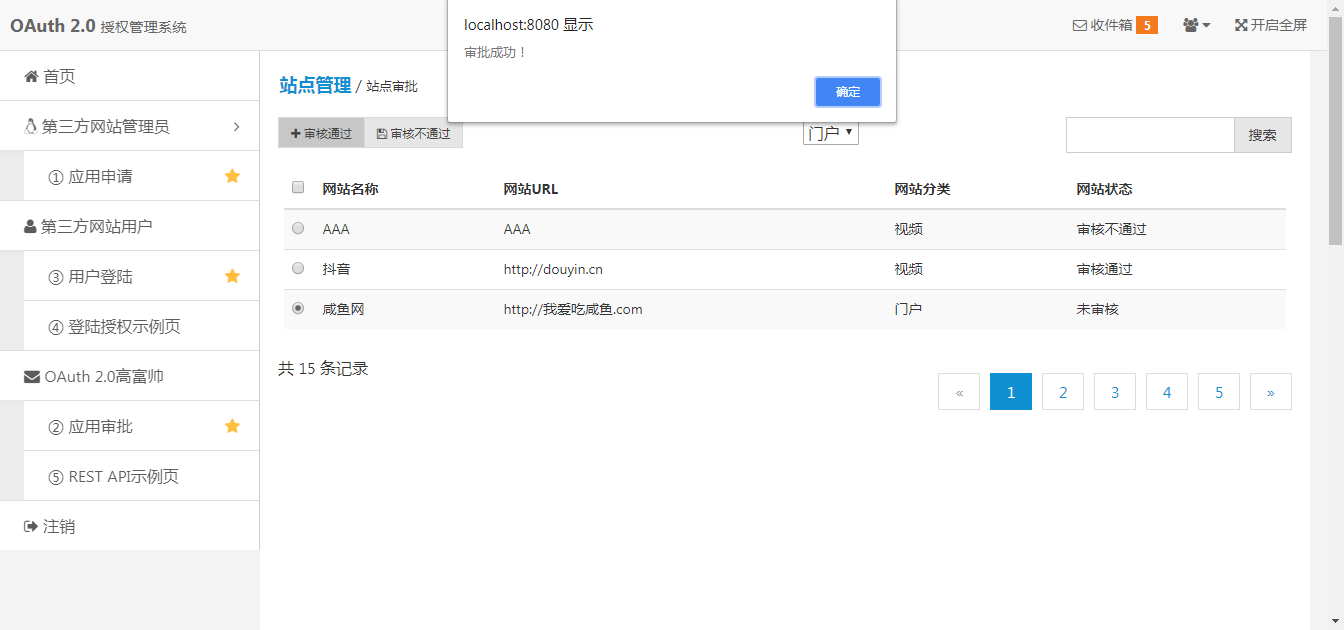 OAuth 2.0 授权管理系统
localhost:8080 显示
审批成功！
确定
收件箱 5
开启全屏
首页
第三方网站管理员
① 应用申请
第三方网站用户
③ 用户登陆
④ 登陆授权示例页
OAuth 2.0高富帅
② 应用审批
⑤ REST API示例页
注销
站点管理 / 站点审批
审核通过 审核不通过
门户
搜索
网站名称 网站URL 网站分类 网站状态
AAA AAA 视频 审核不通过
抖音 http://douyin.cn 视频 审核通过
咸鱼网 http://我爱吃咸鱼.com 门户 未审核
共 15 条记录
« 1 2 3 4 5 »